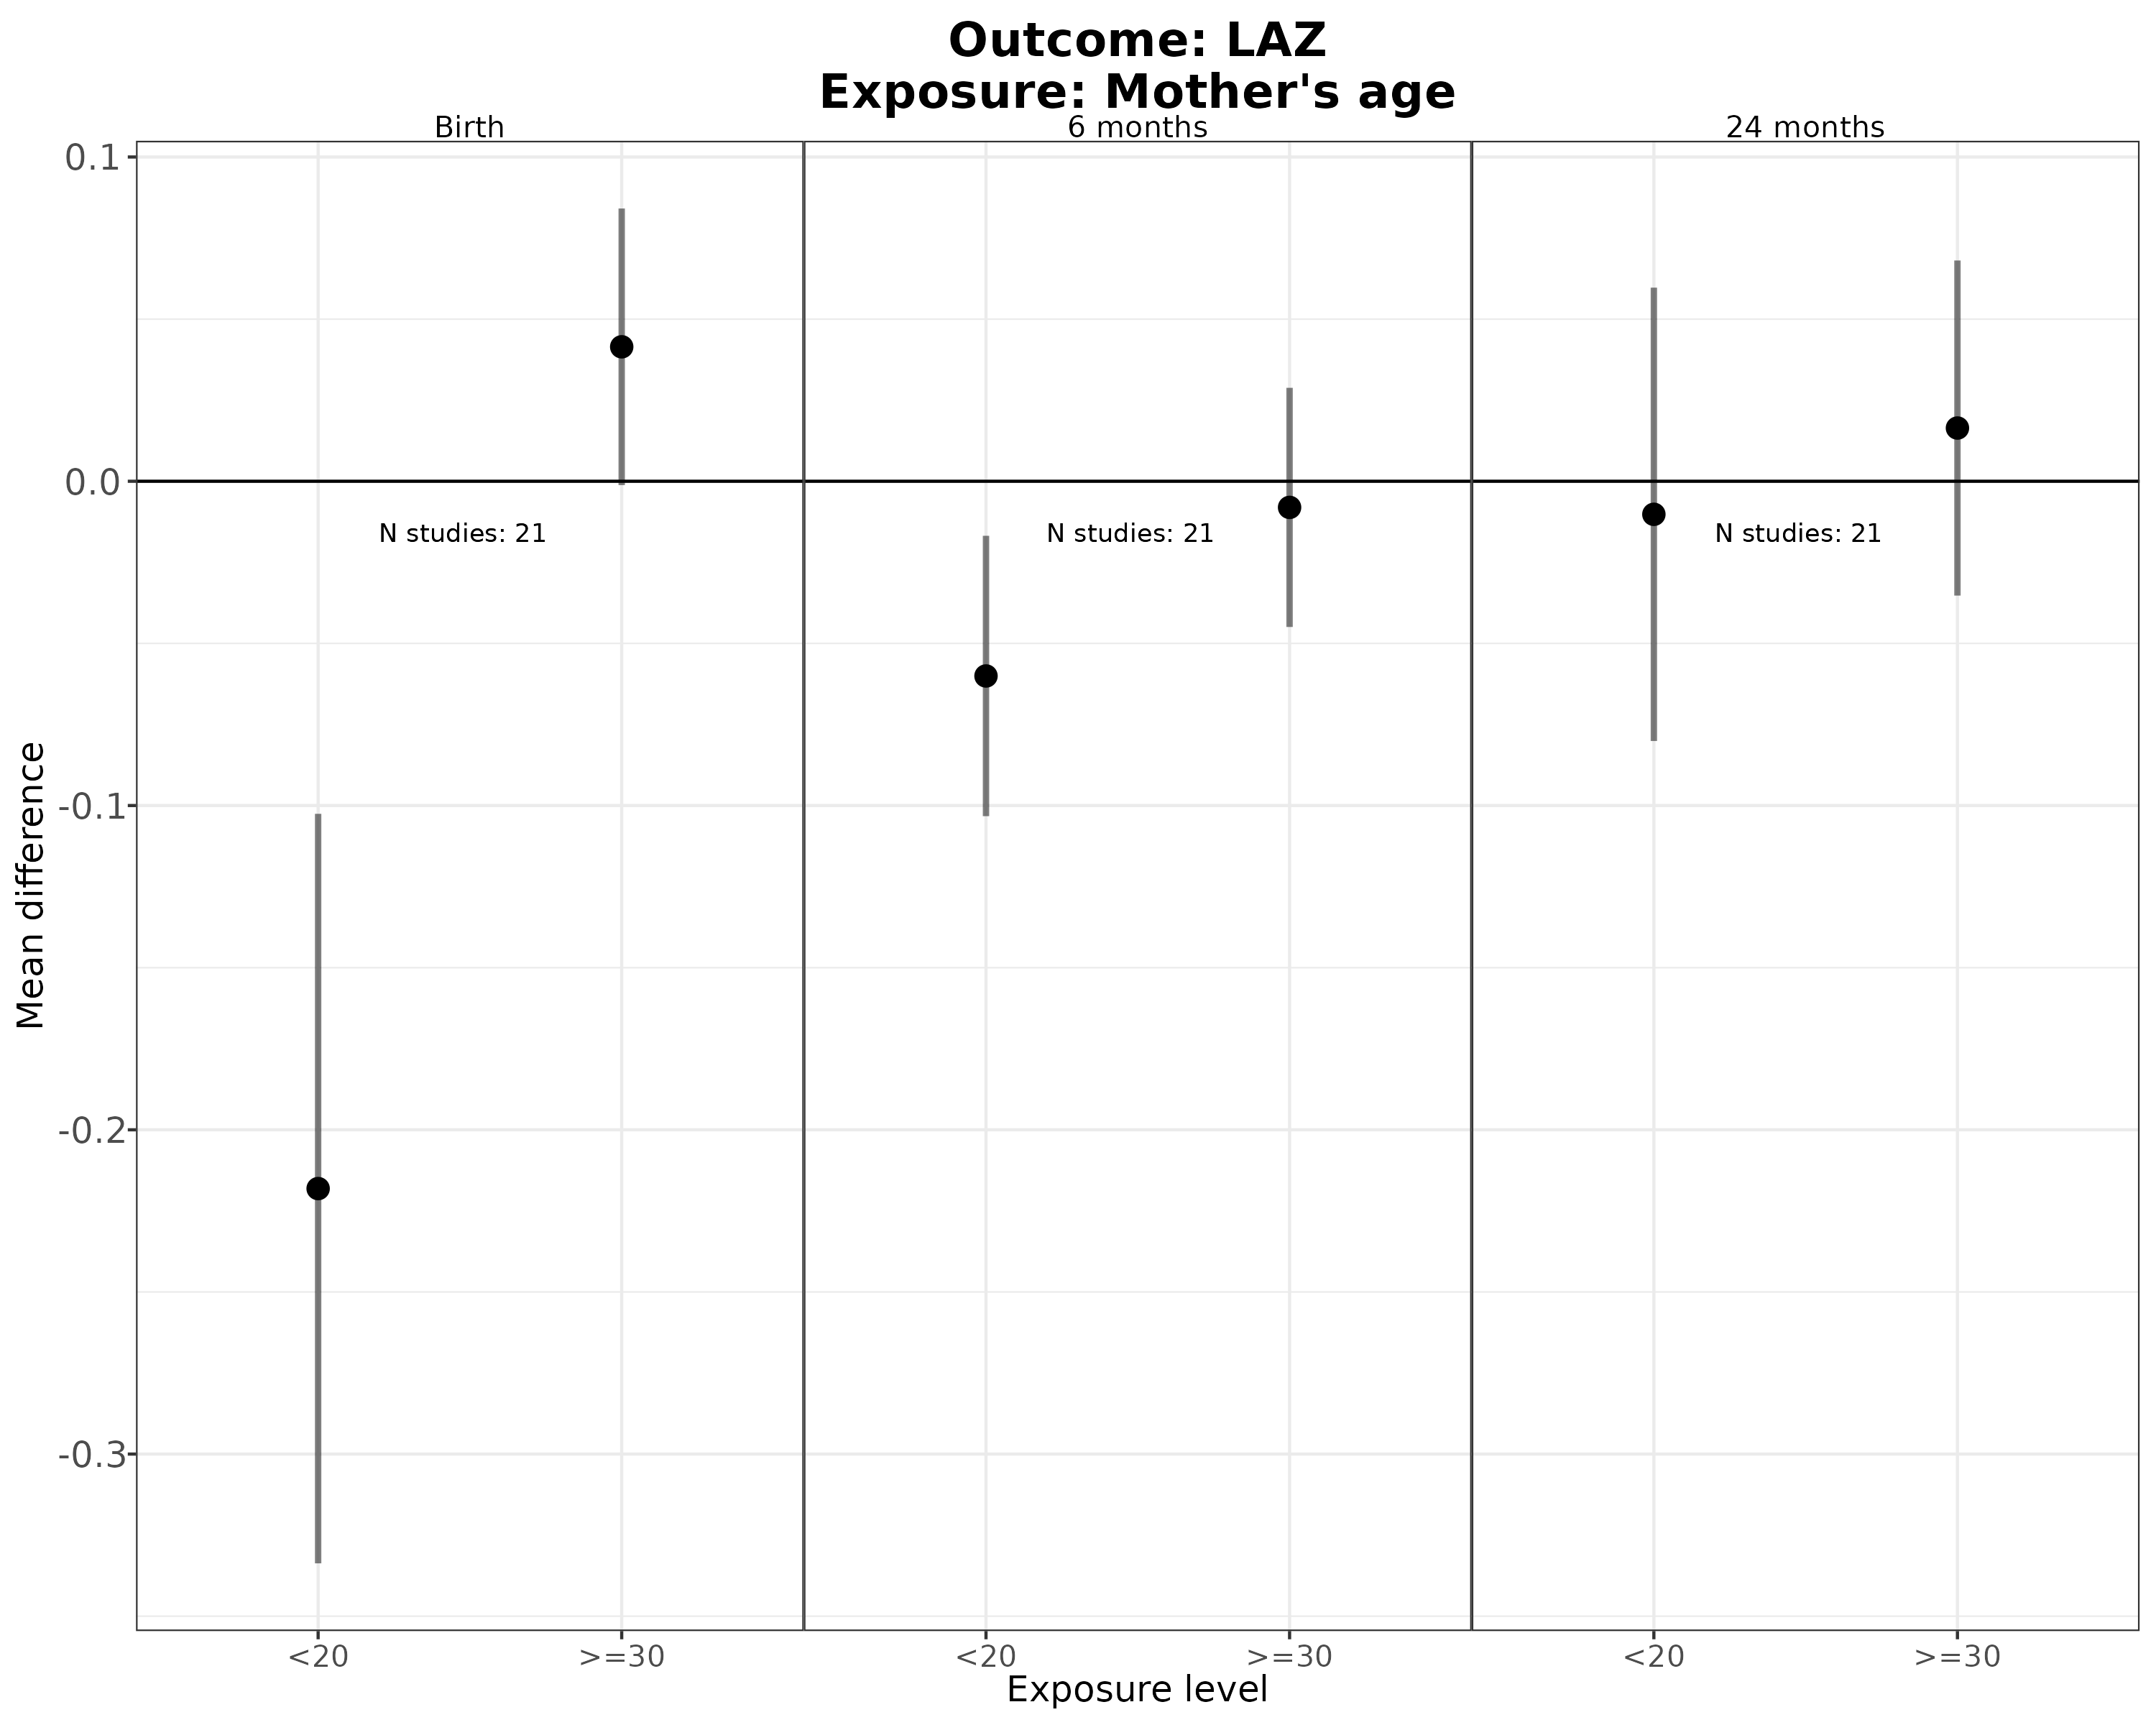 Outcome: LAZ
Exposure: Mother's age
Birth
6 months
24 months
0.1
0.0
-0.1
-0.2
-0.3
Mean difference
N studies: 21
N studies: 21
N studies: 21
<20
>=30
<20
>=30
<20
>=30
Exposure level